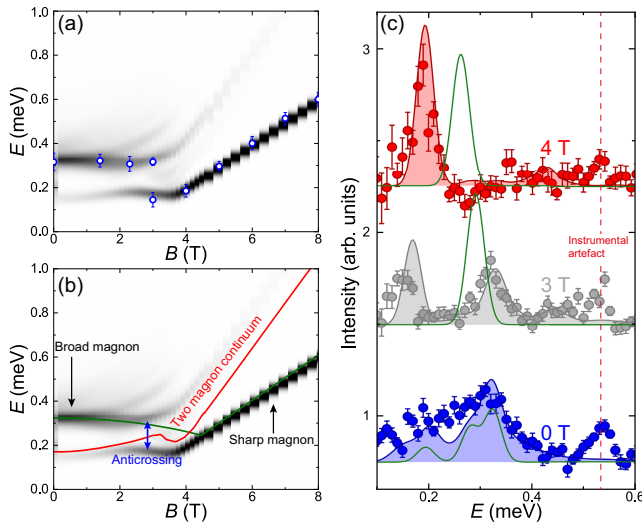 (a)
1.0
0.8
0.6
0.4
0.2
0.0
E (meV)
0 2 4 6 8
B (T)
(b)
1.0
0.8
0.6
0.4
0.2
0.0
E (meV)
Broad magnon
Two magnon continuum
Sharp magnon
Anticrossing
0 2 4 6 8
B (T)
(c)
3
2
1
Intensity (arb. units)
4 T
Instrumental
artefact
3 T
0 T
0.2 0.4 0.6
E (meV)